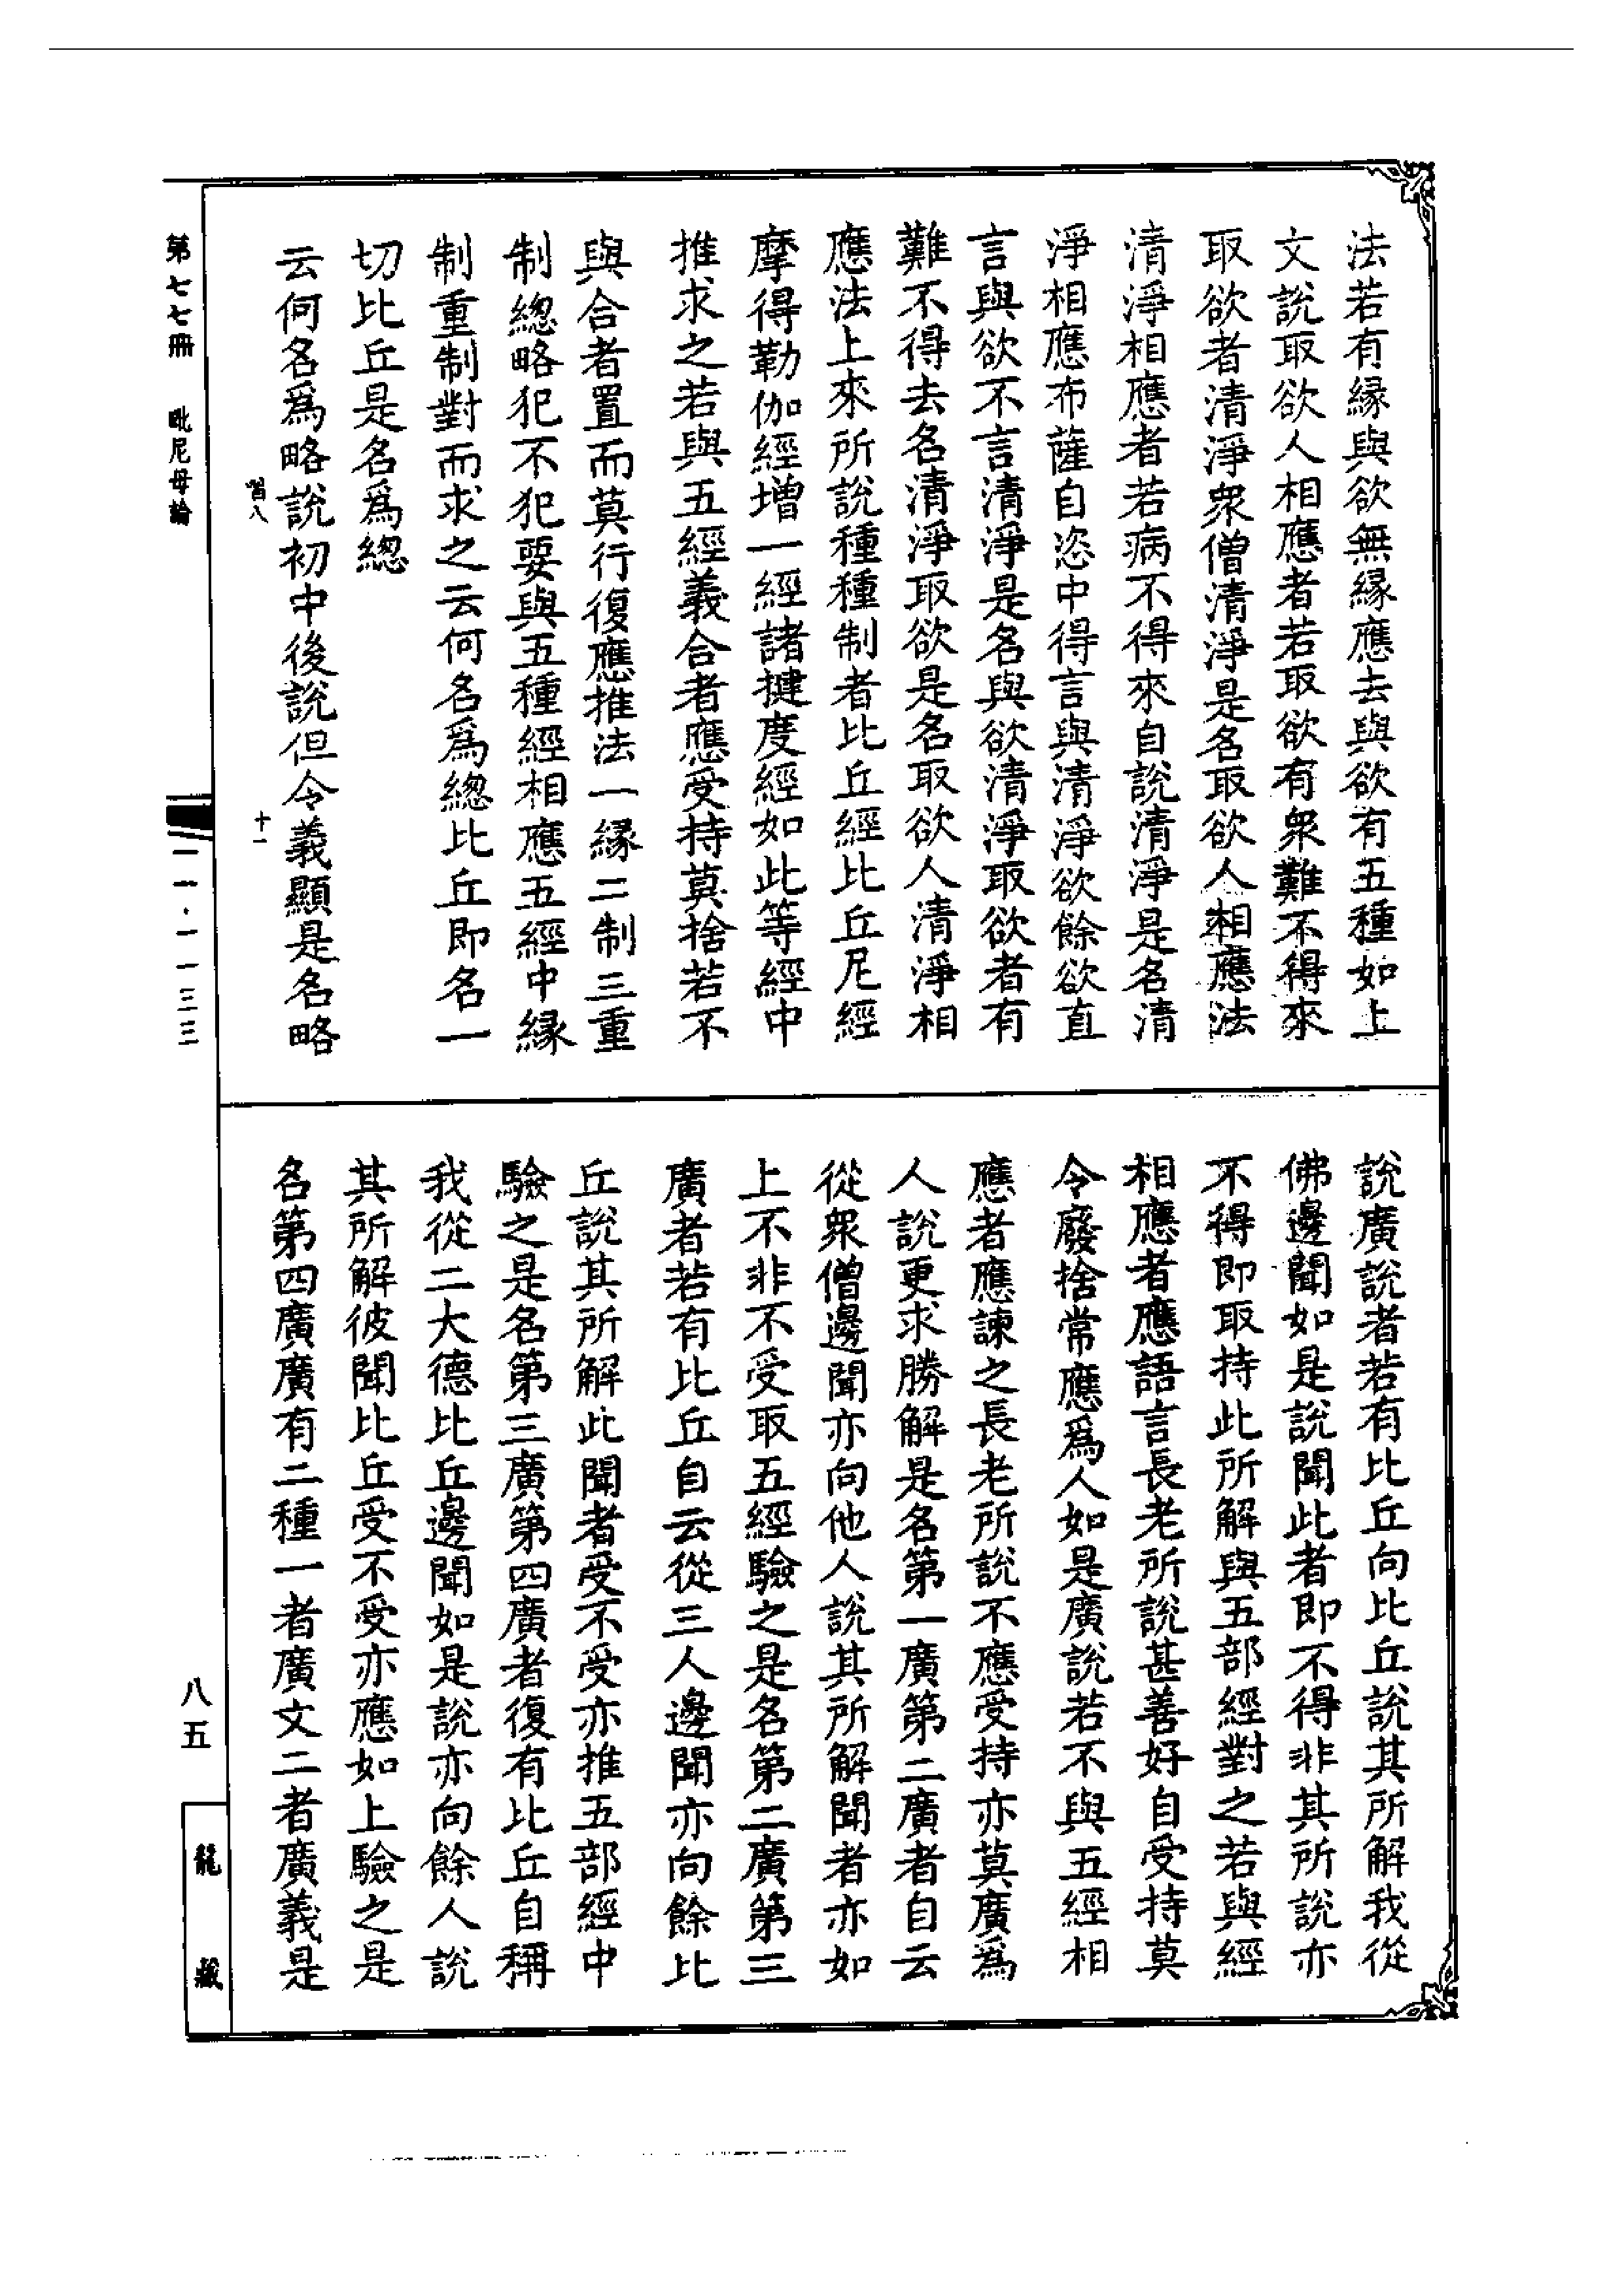 法若有縁與欲無縁應去與欲有五種如上
文說取欲人相應者若取欲有衆難不得來
取欲者清淨衆僧清淨是名取欲人相應法
清淨相應者若病不得來自說清淨是名清
淨相應布薩自恣中得言與清淨欲餘欲直
言與欲不言清淨是名與欲清淨取欲者有
難不得去名清淨取欲是名取欲人清淨相
應法上來所說種種制者比丘經比丘尼經
摩得勒伽經增一經諸揵度經如此等經中
推求之若與五經義合者應受持莫捨若不
與合者置而莫行復應推法一緣二制三重
制總略犯不犯要與五種經相應五經中緣
制重制對而求之云何名爲總比丘即名一
切比丘是名爲總
云何名爲略說初中後說但令義顯是名略
說廣說者若有比丘向比丘說其所解我從
佛邊聞如是說聞此者即不得非其所說亦
不得即取持此所解與五部經對之若與經
相應者應語言長老所說甚善好自受持莫
令廢捨常應爲人如是廣說若不與五經相
應者應諫之長老所說不應受持亦莫廣爲
人說更求勝解是名第一廣第二廣者自云
從衆僧邊聞亦向他人說其所解聞者亦如
上不非不受取五經驗之是名第二廣第三
廣者若有比丘自云從三人邊聞亦向餘比
丘說其所解此聞者受不受亦推五部經中
驗之是名第三廣第四廣者復有比丘自稱
我從二大德比丘邊聞如是說亦向餘人說
其所解彼聞比丘受不受亦應如上驗之是
名第四廣廣有二種一者廣文二者廣義是
習八
十一
第七七冊 毗尼母論
一一·一一三三
八五
龍藏